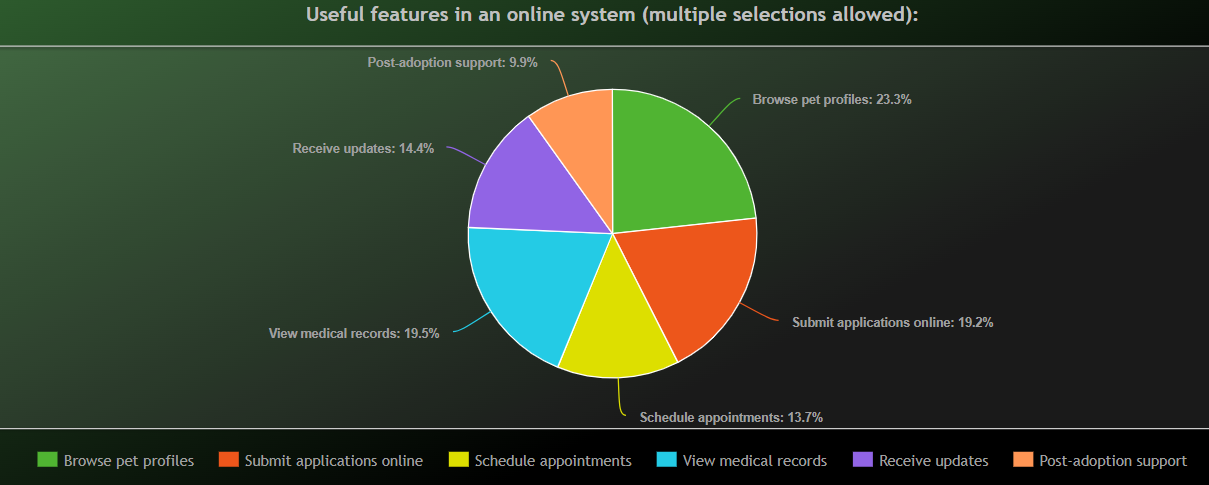 Useful features in an online system (multiple selections allowed):
Post-adoption support: 9.9%
Browse pet profiles: 23.3%
Receive updates: 14.4%
Submit applications online: 19.2%
View medical records: 19.5%
Schedule appointments: 13.7%
Browse pet profiles Submit applications online Schedule appointments View medical records Receive updates Post-adoption support